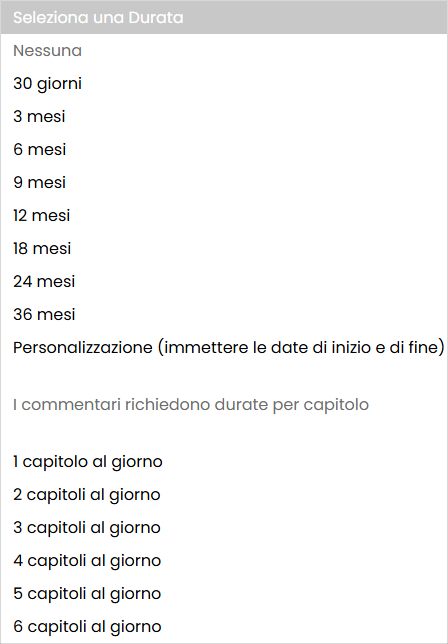 Seleziona una Durata
Nessuna
30 giorni
3 mesi
6 mesi
9 mesi
12 mesi
18 mesi
24 mesi
36 mesi
Personalizzazione (immettere le date di inizio e di fine)
I commentari richiedono durate per capitolo
1 capitolo al giorno
2 capitoli al giorno
3 capitoli al giorno
4 capitoli al giorno
5 capitoli al giorno
6 capitoli al giorno